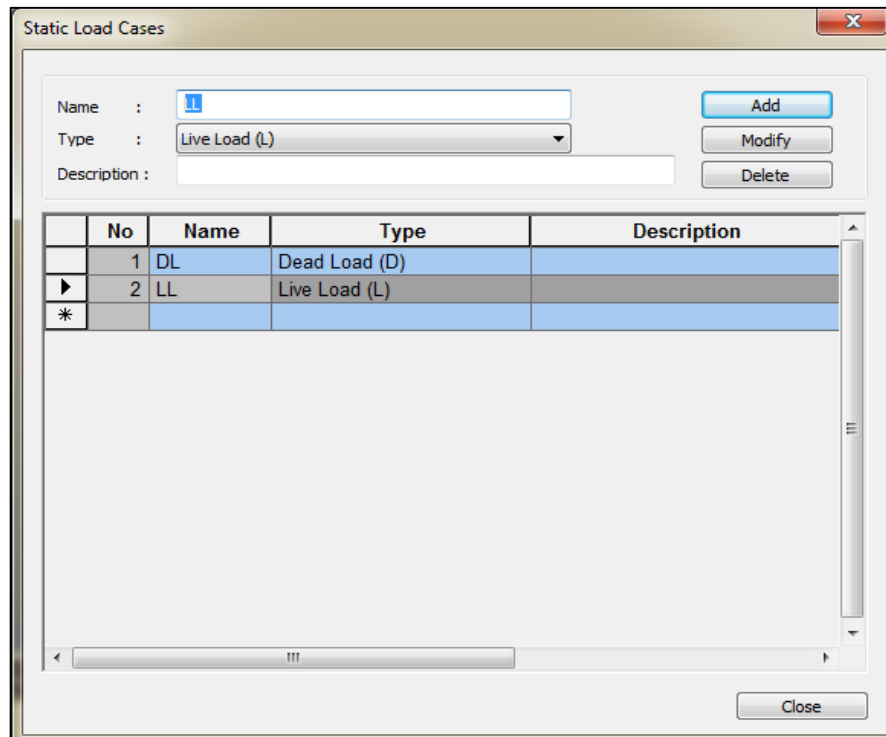 Static Load Cases
Name : LL
Add
Type : Live Load (L)
Modify
Description :
Delete
No Name Type Description
1 DL Dead Load (D)
2 LL Live Load (L)
Close